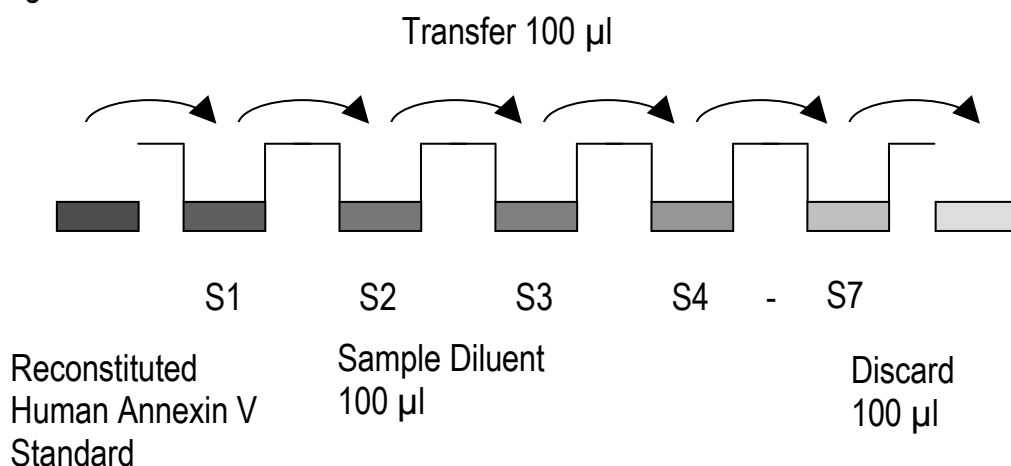 Transfer 100 µl
S1 S2 S3 S4 - S7
Reconstituted
Human Annexin V
Standard
Sample Diluent
100 µl
Discard
100 µl